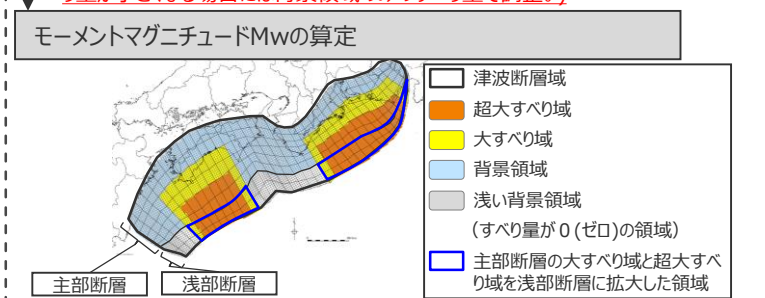 モーメントマグニチュードMwの算定
津波断層域
超大すべり域
大すべり域
背景領域
浅い背景領域
(すべり量が0(ゼロ)の領域)
主部断層の大すべり域と超大すべ
り域を浅部断層に拡大した領域
主部断層
浅部断層